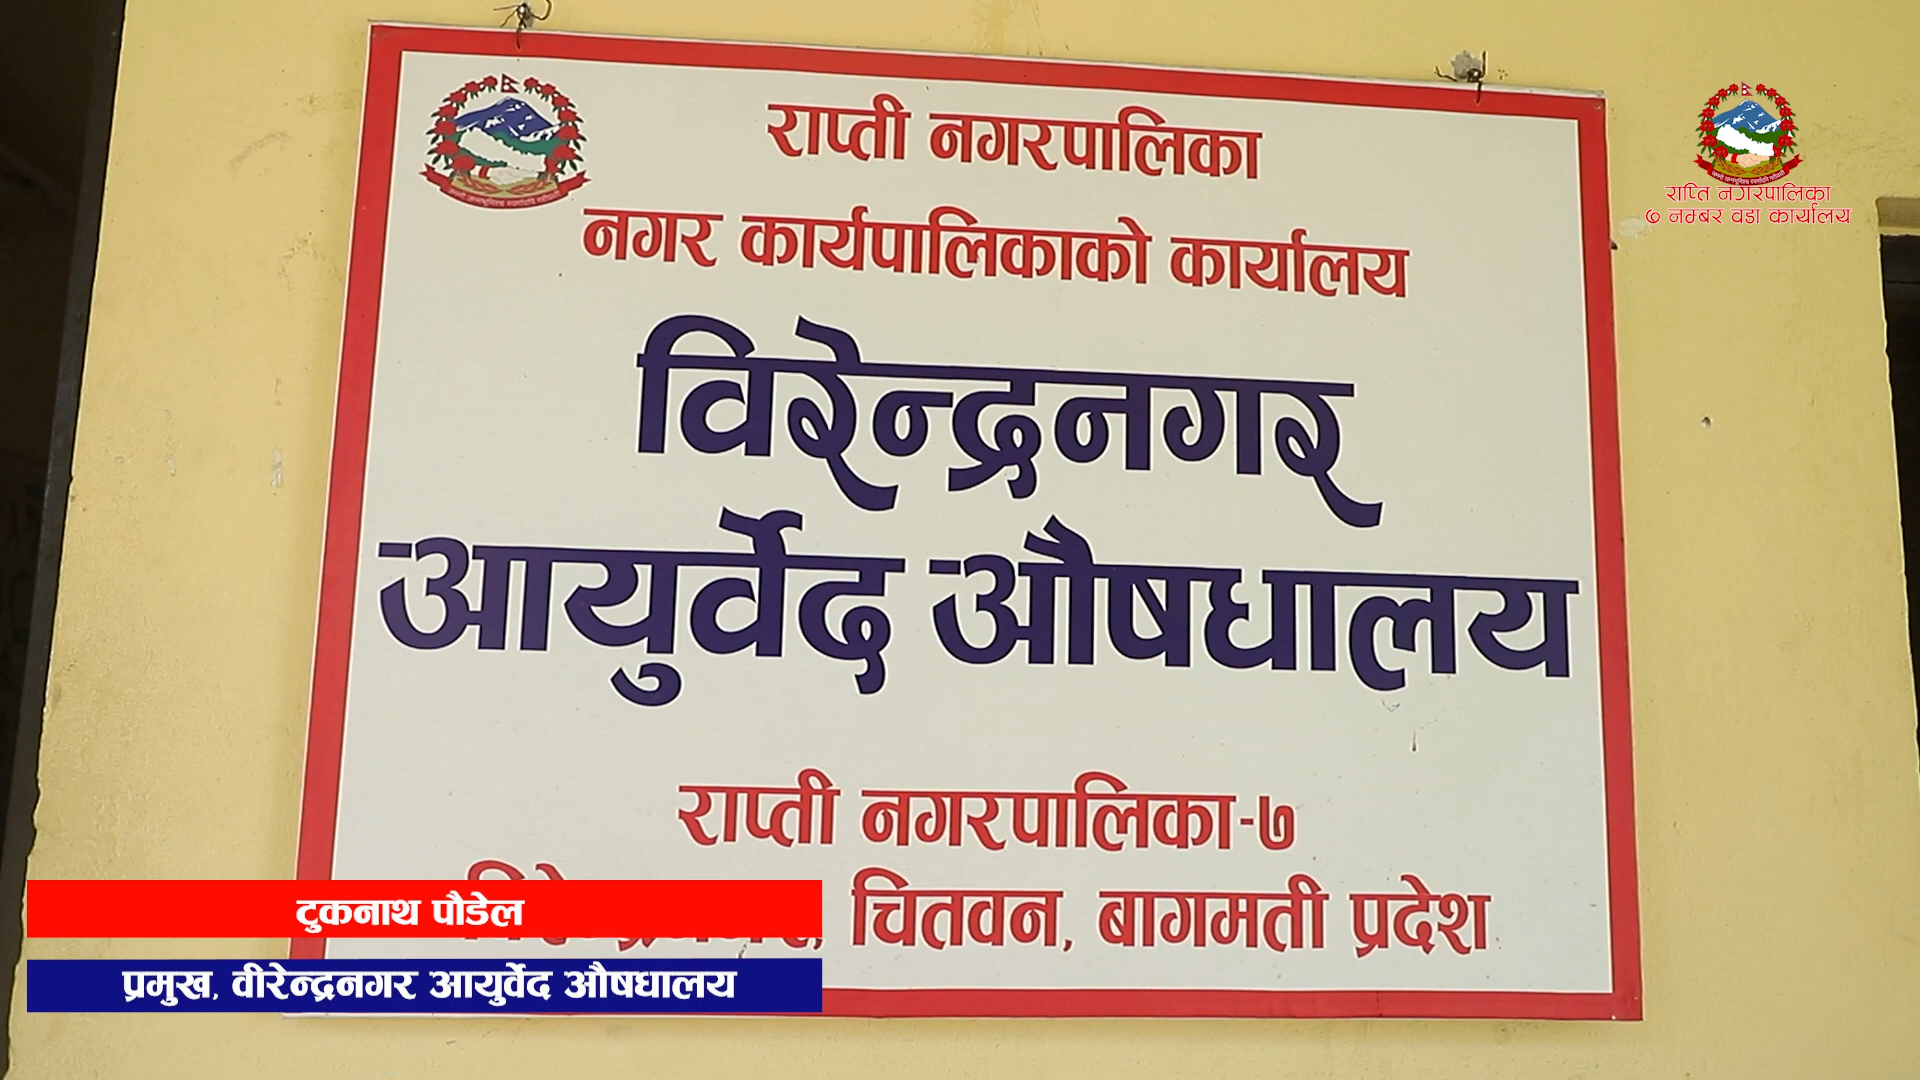 राप्ती नगरपालिका
नगर कार्यपालिकाको कार्यालय
विरेन्द्रनगर
आयुर्वेद औषधालय
राप्ती नगरपालिका-७
चितवन, बागमती प्रदेश
राप्ति नगरपालिका
७ नम्बर वडा कार्यालय
टुकनाथ पौडेल
प्रमुख, वीरेन्द्रनगर आयुर्वेद औषधालय